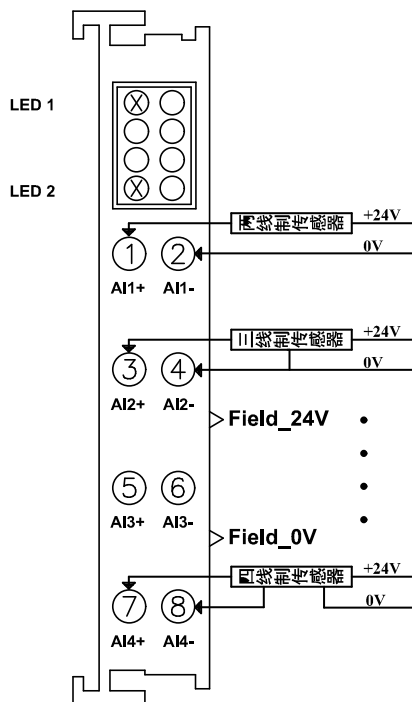 LED 1
LED 2
两线制传感器 +24V
0V
1 2
AI1+ AI1-
三线制传感器 +24V
0V
3 4
AI2+ AI2-
Field_24V
5 6
AI3+ AI3-
Field_0V
四线制传感器 +24V
0V
7 8
AI4+ AI4-